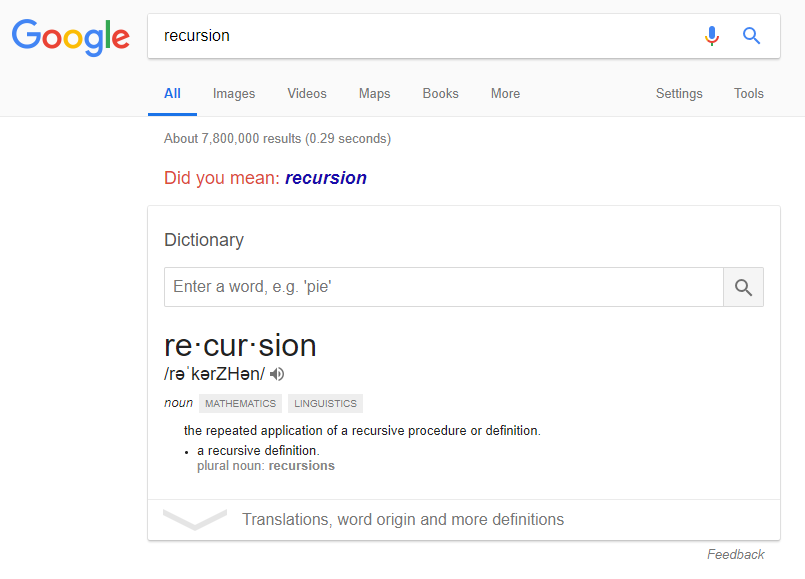 Google recursion
All Images Videos Maps Books More Settings Tools
About 7,800,000 results (0.29 seconds)
Did you mean: recursion
Dictionary
Enter a word, e.g. 'pie'
re·cur·sion
/rəˈkərZHən/
noun MATHEMATICS LINGUISTICS
the repeated application of a recursive procedure or definition.
• a recursive definition.
plural noun: recursions
Translations, word origin and more definitions
Feedback